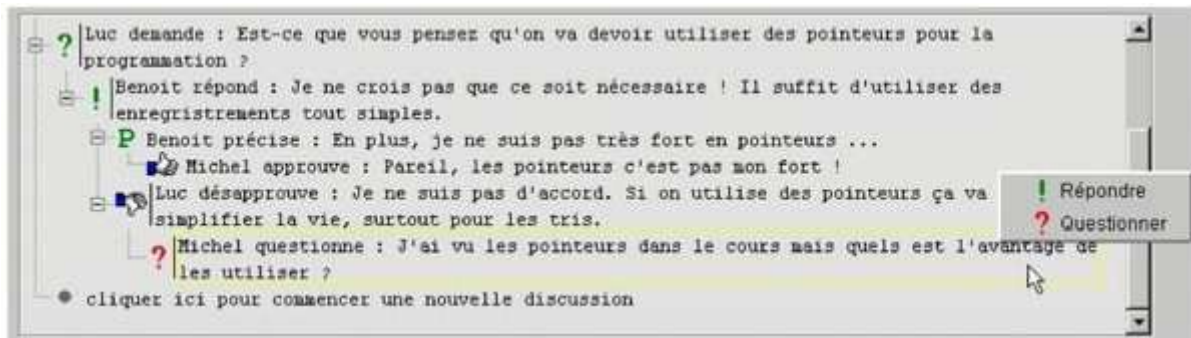 ? Luc demande : Est-ce que vous pensez qu'on va devoir utiliser des pointeurs pour la
programmation ?
! Benoit répond : Je ne crois pas que ce soit nécessaire ! Il suffit d'utiliser des
enregristrements tout simples.
P Benoit précise : En plus, je ne suis pas très fort en pointeurs ...
Michel approuve : Pareil, les pointeurs c'est pas mon fort !
Luc désapprouve : Je ne suis pas d'accord. Si on utilise des pointeurs ça va
simplifier la vie, surtout pour les tris.
! Répondre
? Questionner
? Michel questionne : J'ai vu les pointeurs dans le cours mais quels est l'avantage de
les utiliser ?
cliquer ici pour commencer une nouvelle discussion